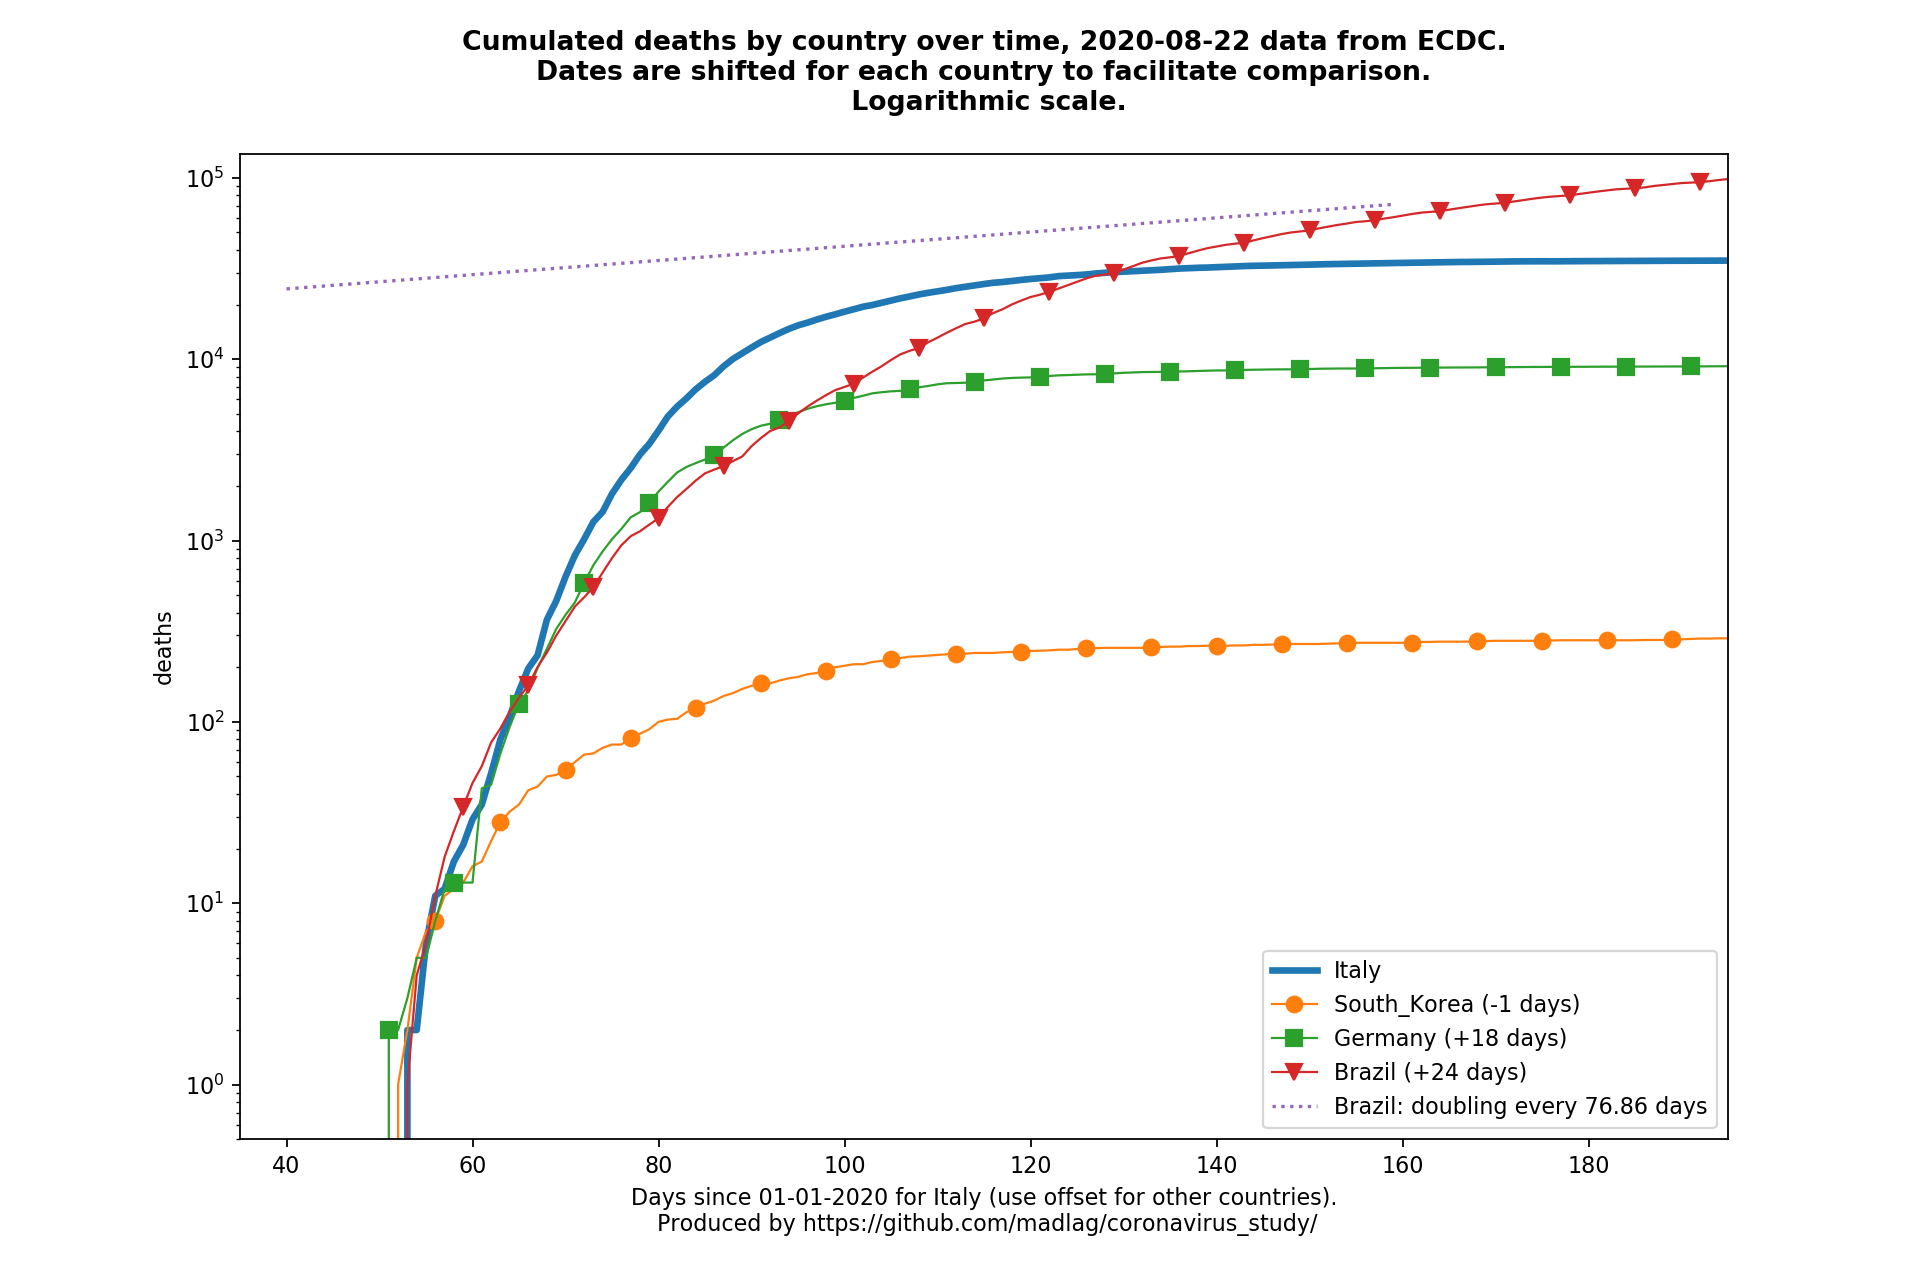 Cumulated deaths by country over time, 2020-08-22 data from ECDC.
Dates are shifted for each country to facilitate comparison.
Logarithmic scale.
10^5
10^4
10^3
10^2
10^1
10^0
deaths
Italy
South_Korea (-1 days)
Germany (+18 days)
Brazil (+24 days)
Brazil: doubling every 76.86 days
40 60 80 100 120 140 160 180
Days since 01-01-2020 for Italy (use offset for other countries).
Produced by https://github.com/madlag/coronavirus_study/